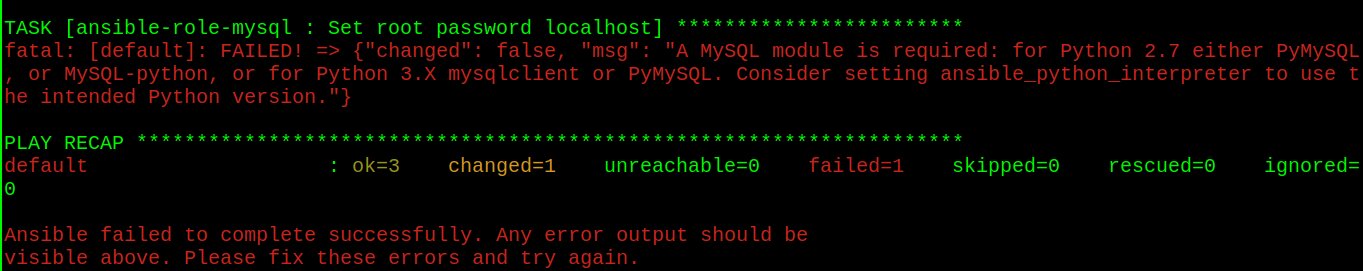 TASK [ansible-role-mysql : Set root password localhost] ************************
fatal: [default]: FAILED! => {"changed": false, "msg": "A MySQL module is required: for Python 2.7 either PyMySQL
, or MySQL-python, or for Python 3.X mysqlclient or PyMySQL. Consider setting ansible_python_interpreter to use t
he intended Python version."}
PLAY RECAP *********************************************************************
default                    : ok=3    changed=1    unreachable=0    failed=1    skipped=0    rescued=0    ignored=
0
Ansible failed to complete successfully. Any error output should be
visible above. Please fix these errors and try again.